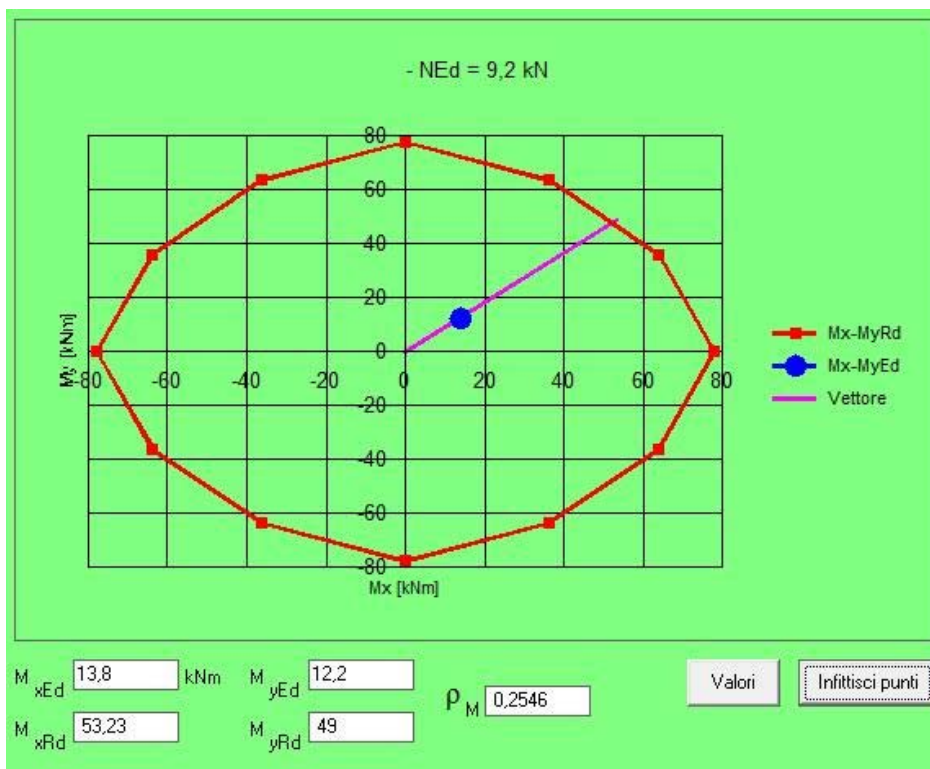 - NEd = 9,2 kN
80
60
40
20
0
-20
-40
-60
-80
-80 -60 -40 -20 0 20 40 60 80
My [kNm]
Mx [kNm]
Mx-MyRd
Mx-MyEd
Vettore
M xEd 13,8 kNm M yEd 12,2
M xRd 53,23 M yRd 49
ρ M 0,2546
Valori
Infittisci punti